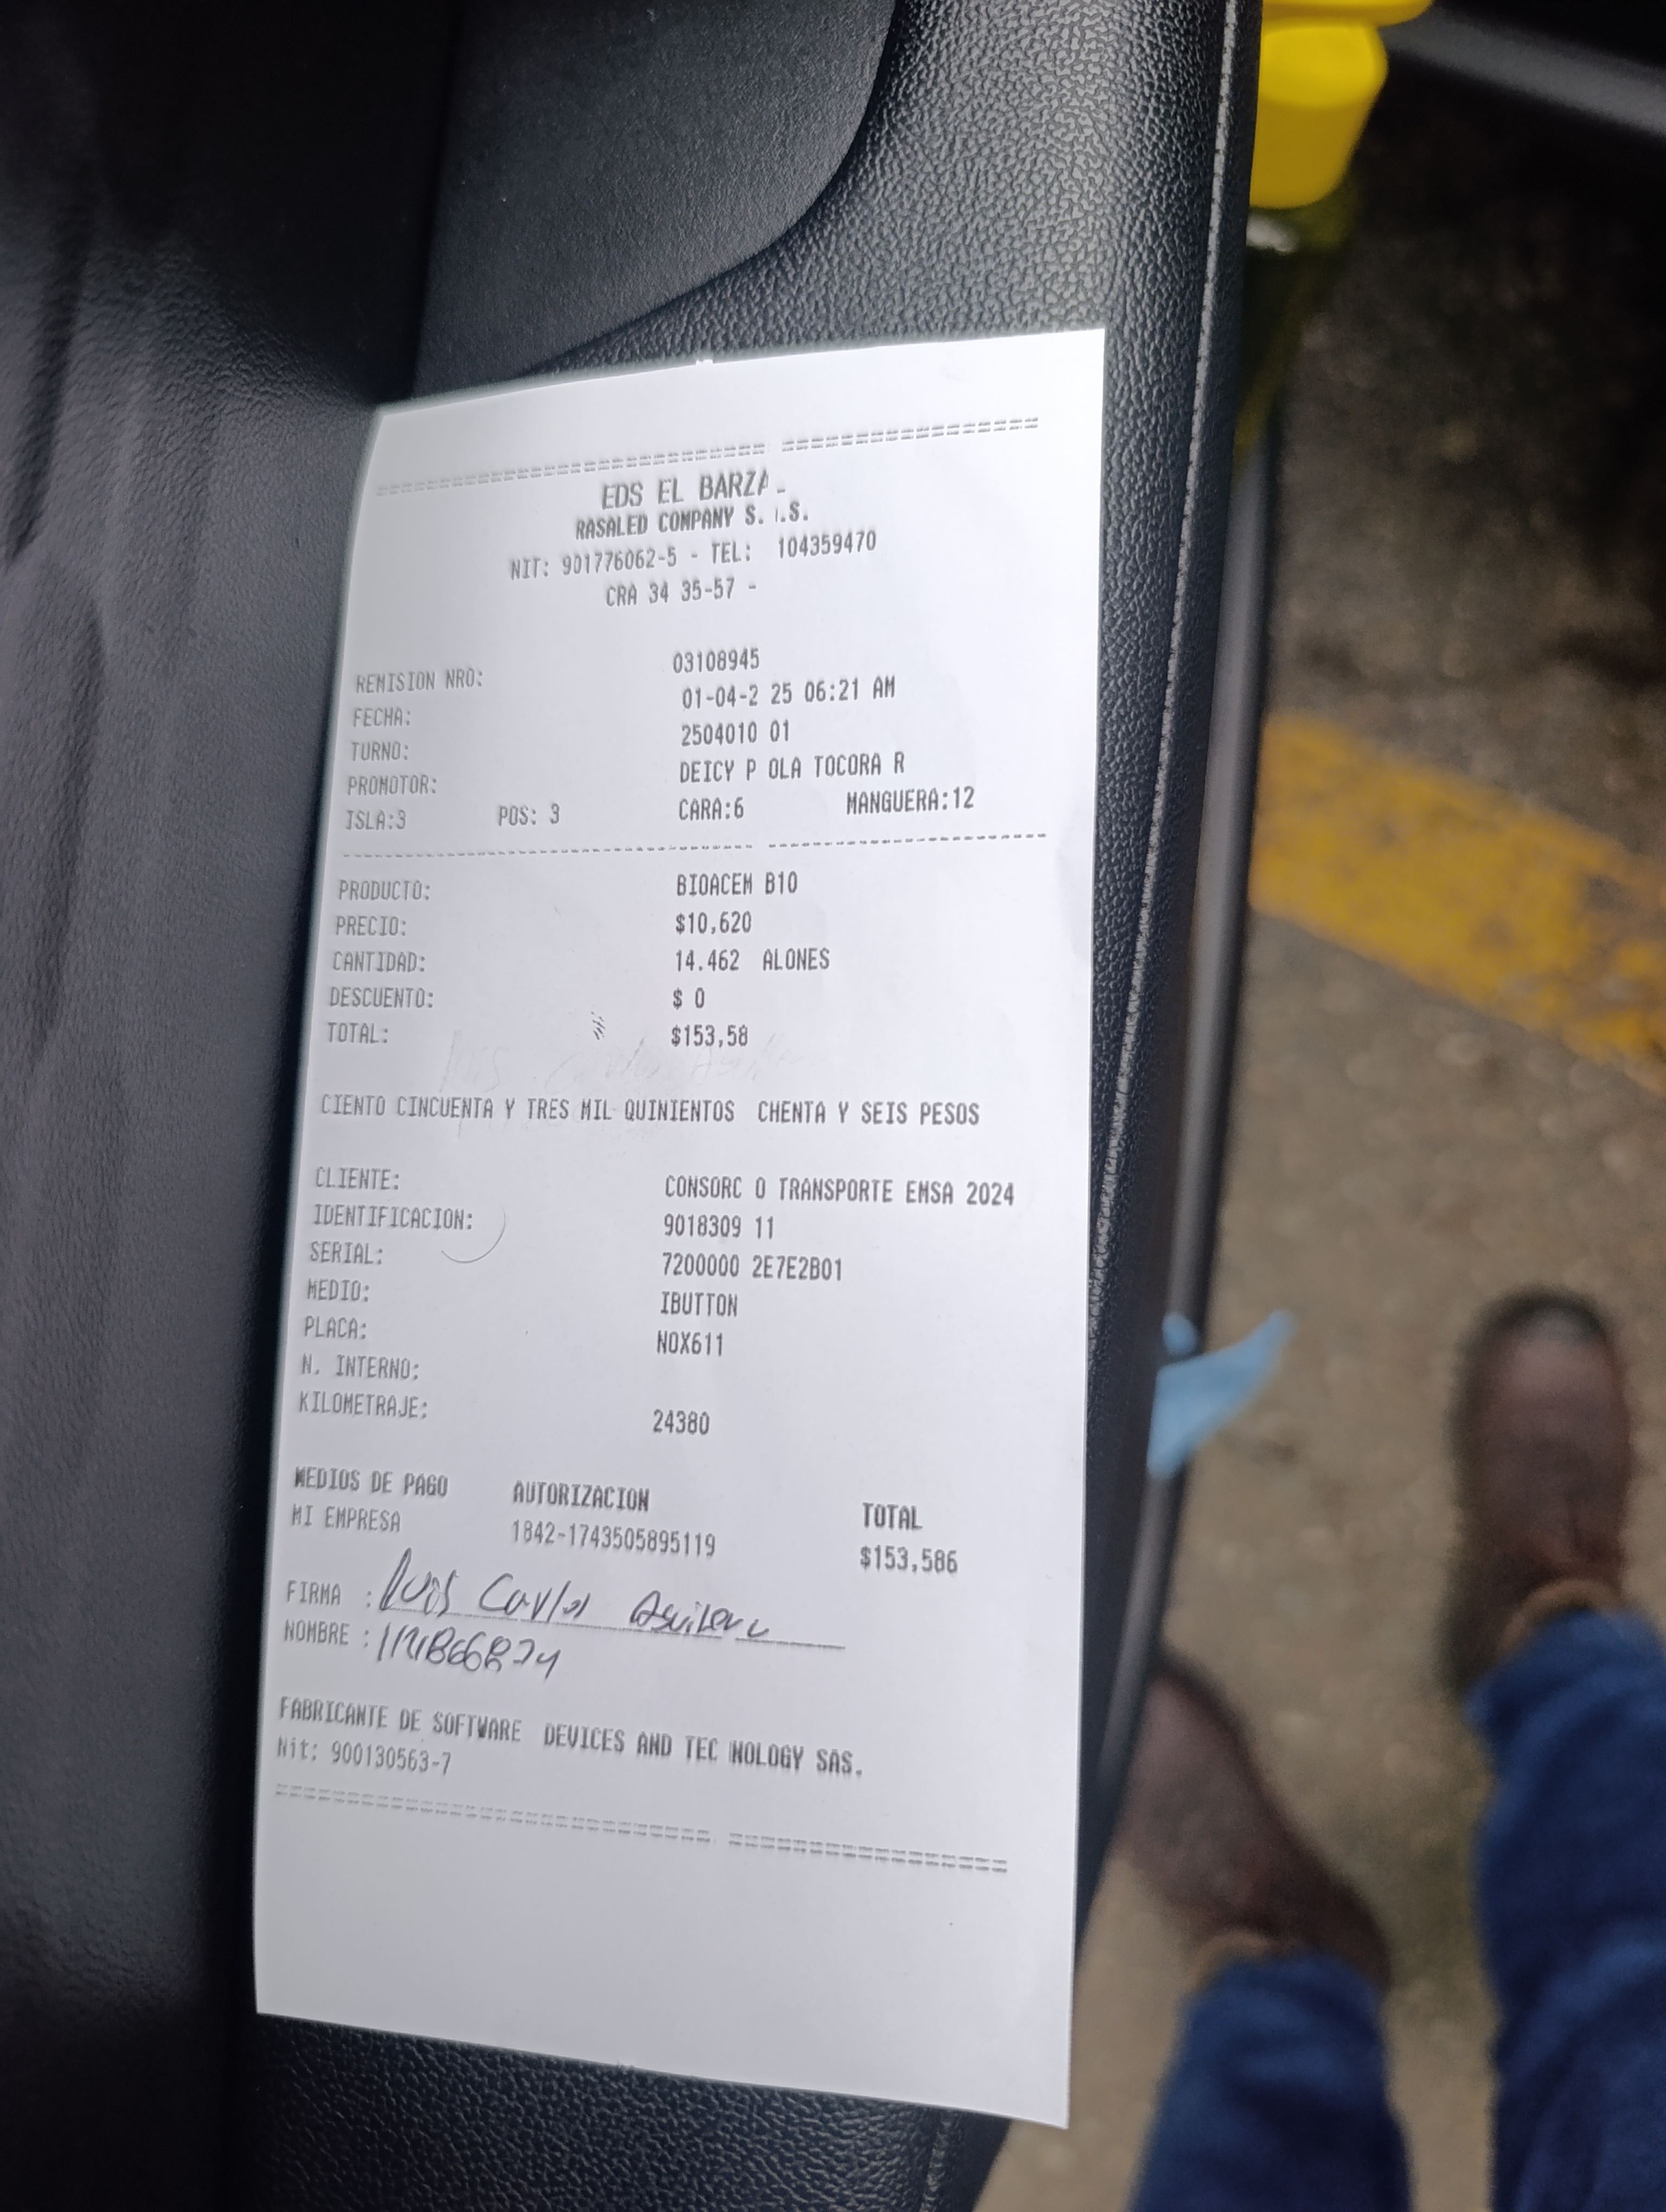 EDS EL BARZA
RASALED COMPANY S. .S.
NIT: 901776062-5 - TEL: 104359470
CRA 34 35-57 -
REMISION NRO: 03108945
FECHA: 01-04-2 25 06:21 AM
TURNO: 2504010 01
PROMOTOR: DEICY P OLA TOCORA R
ISLA:3 POS: 3 CARA:6 MANGUERA:12
PRODUCTO: BIOACEM B10
PRECIO: $10,620
CANTIDAD: 14.462 ALONES
DESCUENTO: $ 0
TOTAL: $153,58
CIENTO CINCUENTA Y TRES MIL QUINIENTOS CHENTA Y SEIS PESOS
CLIENTE: CONSORC O TRANSPORTE EMSA 2024
IDENTIFICACION: 9018309 11
SERIAL: 7200000 2E7E2B01
MEDIO: IBUTTON
PLACA: NOX611
N. INTERNO:
KILOMETRAJE: 24380
MEDIOS DE PAGO AUTORIZACION TOTAL
MI EMPRESA 1842-1743505895119 $153,586
FIRMA : Luis Carlos Aguilera
NOMBRE :
FABRICANTE DE SOFTWARE DEVICES AND TEC NOLOGY SAS.
Nit: 900130563-7